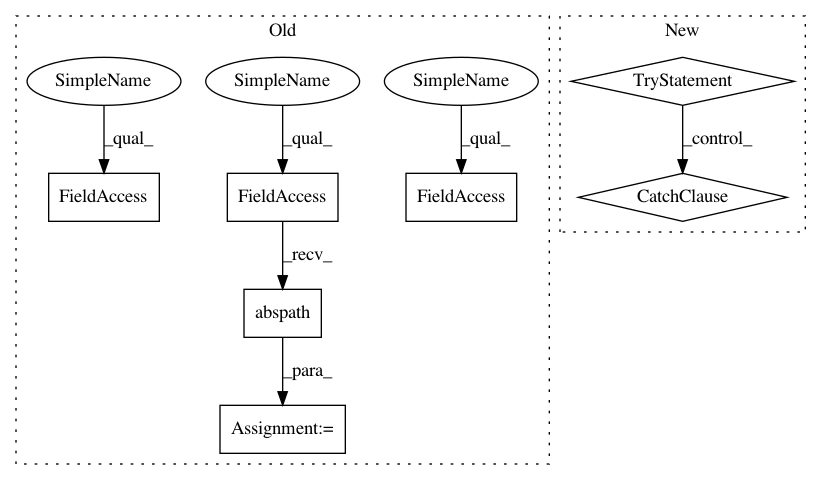 Old
New
SimpleName
SimpleName
SimpleName
TryStatement
_qual_
_qual_
_qual_
_control_
FieldAccess
FieldAccess
FieldAccess
CatchClause
_recv_
abspath
_para_
Assignment:=